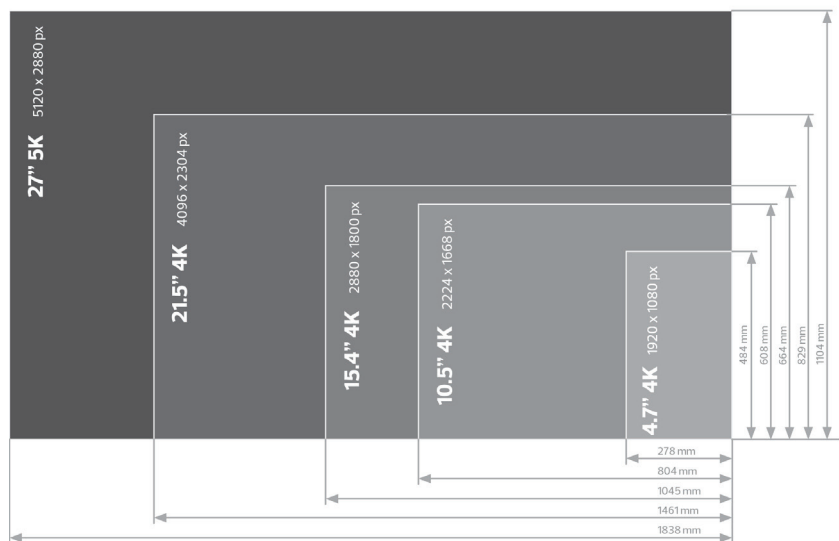 27” 5K 5120 x 2880 px
21.5” 4K 4096 x 2304 px
15.4” 4K 2880 x 1800 px
10.5” 4K 2224 x 1668 px
4.7” 4K 1920 x 1080 px
484 mm
608 mm
664 mm
829 mm
1104 mm
278 mm
804 mm
1045 mm
1461 mm
1838 mm